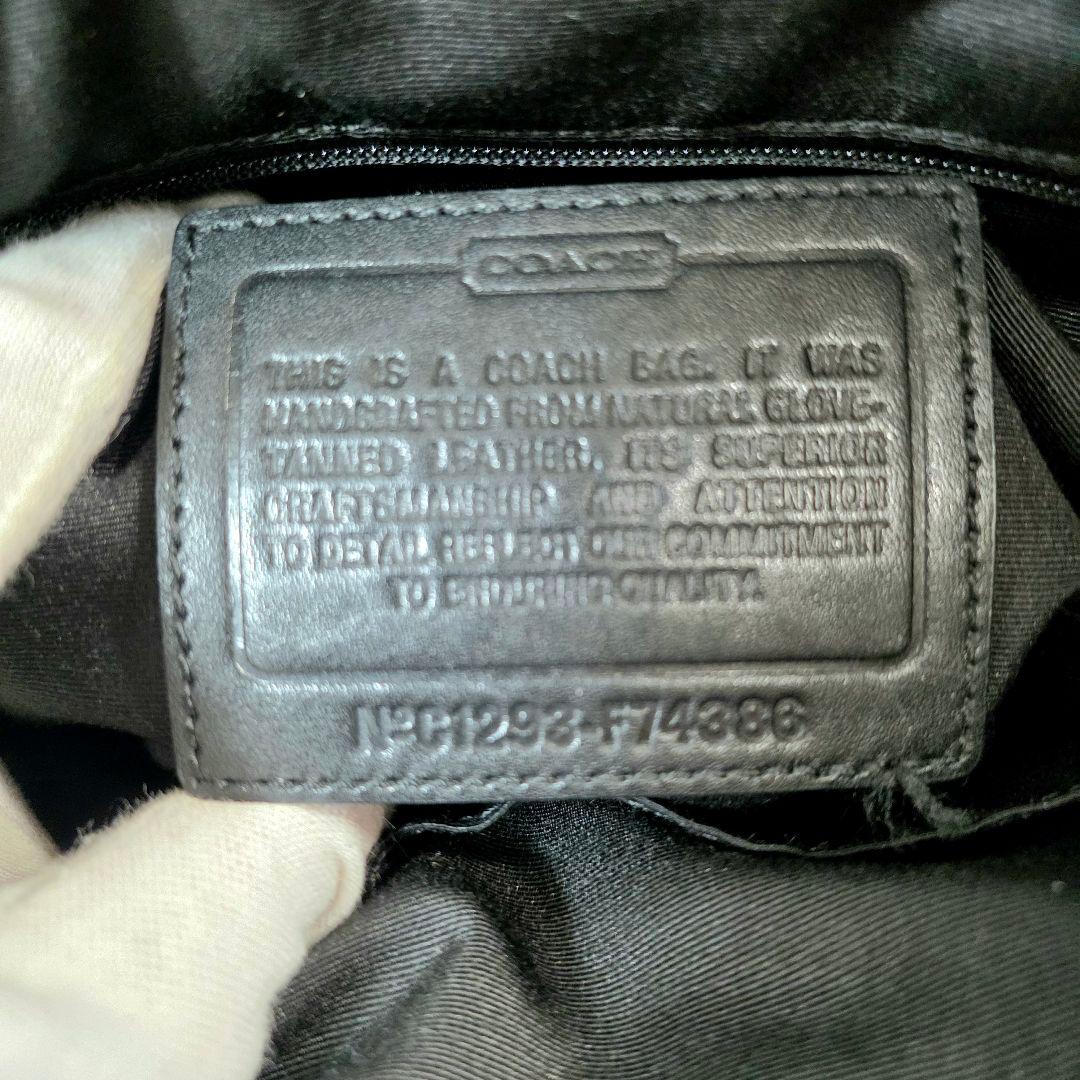 COACH
THIS IS A COACH BAG. IT WAS
HANDCRAFTED FROM NATURAL GLOVE-
TANNED LEATHER. ITS SUPERIOR
CRAFTSMANSHIP AND ATTENTION
TO DETAIL REFLECT OUR COMMITMENT
TO ENDURING QUALITY.
Nº C1293-F74386